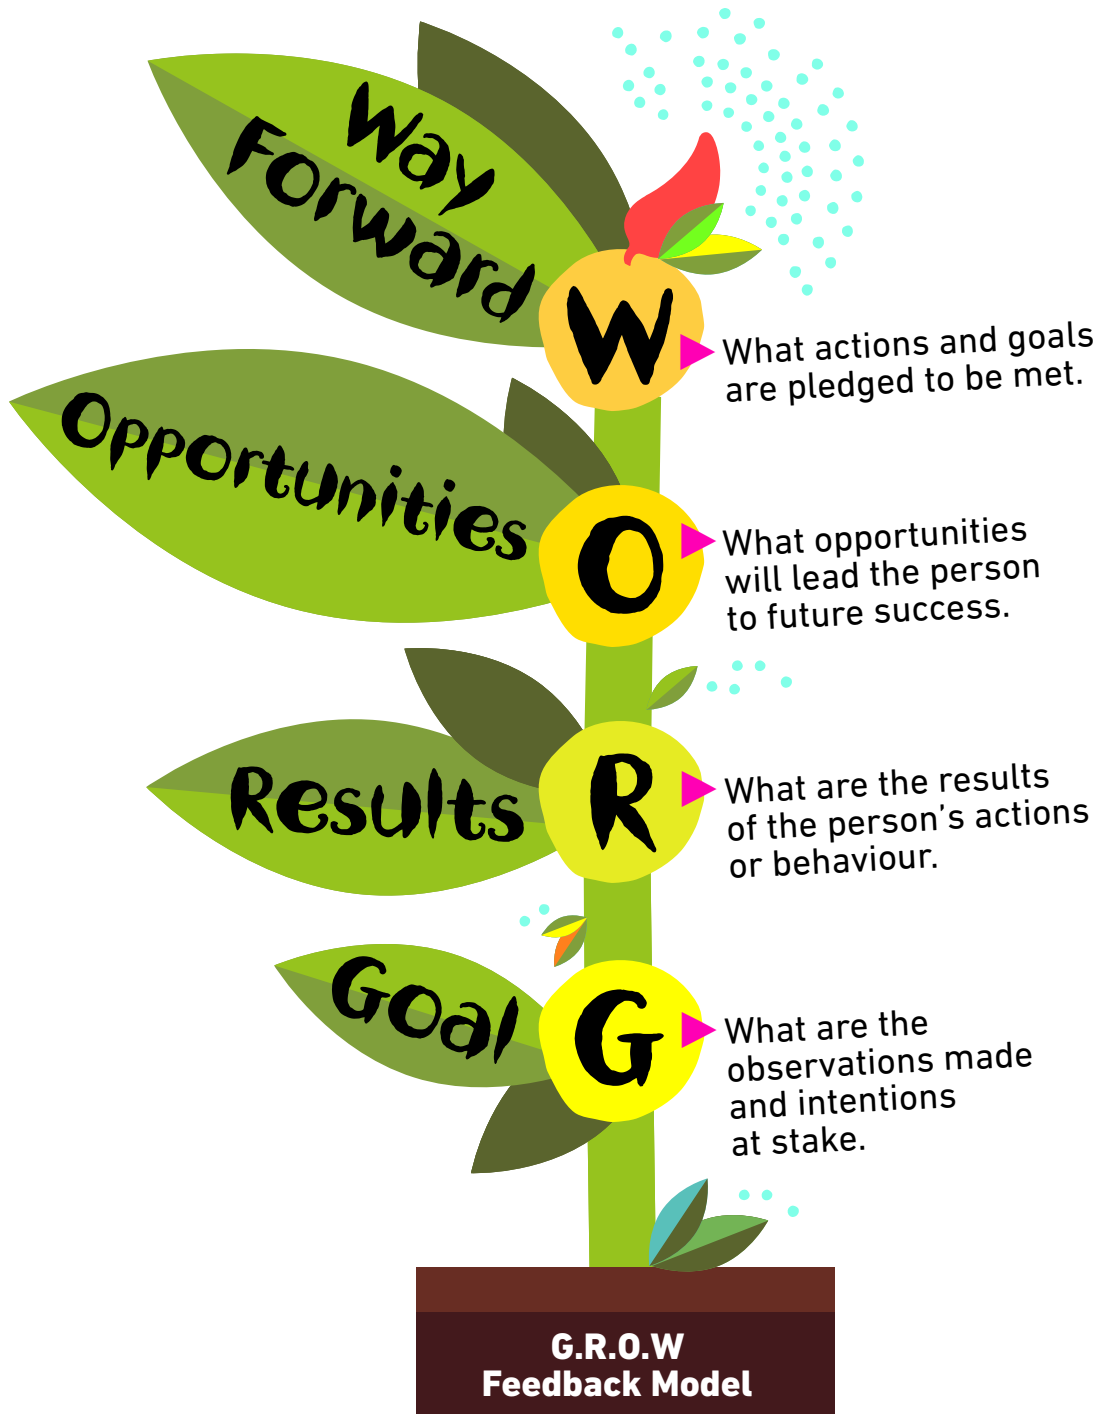 Way
Forward
W
What actions and goals
are pledged to be met.
Opportunities
O
What opportunities
will lead the person
to future success.
Results
R
What are the results
of the person's actions
or behaviour.
Goal
G
What are the
observations made
and intentions
at stake.
G.R.O.W
Feedback Model